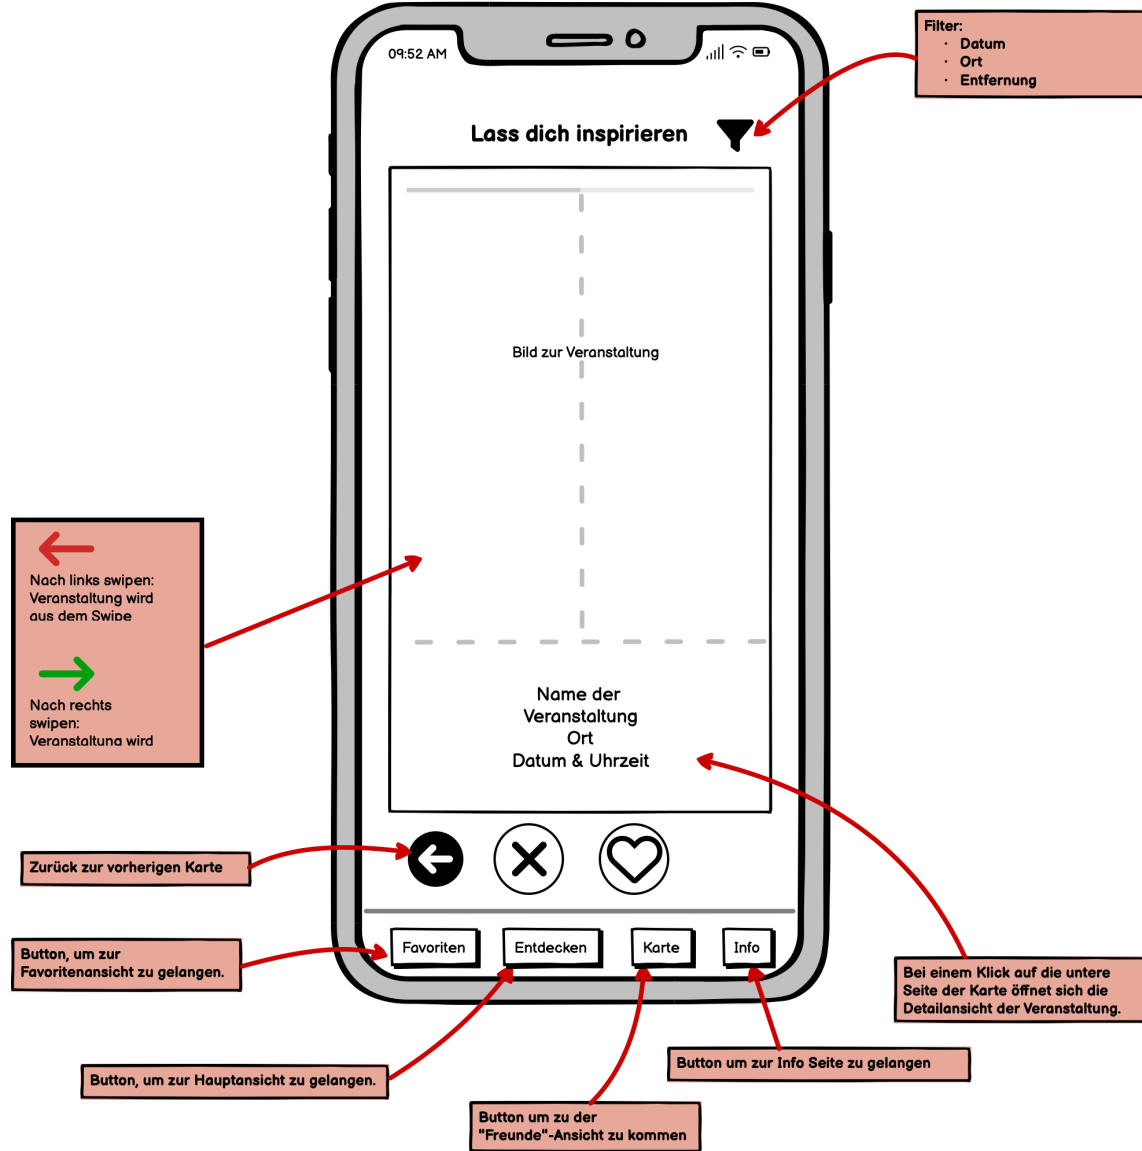 09:52 AM
Filter:
· Datum
· Ort
· Entfernung
Lass dich inspirieren
Bild zur Veranstaltung
Nach links swipen:
Veranstaltung wird
aus dem Swipe
Nach rechts
swipen:
Veranstaltung wird
Name der
Veranstaltung
Ort
Datum & Uhrzeit
Zurück zur vorherigen Karte
Button, um zur
Favoritenansicht zu gelangen.
Favoriten
Entdecken
Karte
Info
Bei einem Klick auf die untere
Seite der Karte öffnet sich die
Detailansicht der Veranstaltung.
Button um zur Info Seite zu gelangen
Button, um zur Hauptansicht zu gelangen.
Button um zu der
"Freunde"-Ansicht zu kommen